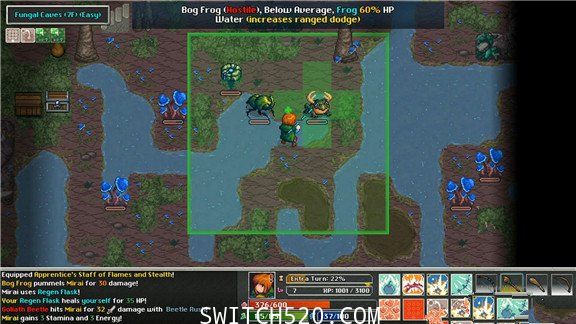 Fungal Caves (7F) (Easy)
Bog Frog (Hostile), Below Average, Frog 60% HP
Water (increases ranged dodge)
Equipped Apprentice's Staff of Flames and Stealth!
Bog Frog pummels Mirai for 30 damage!
Mirai uses Regen Flask!
Your Regen Flask heals yourself for 35 HP!
Goliath Beetle hits Mirai for 52 damage with Beetle
Mirai gains 3 Stamina and 3 Energy!
Extra Turn: 22%
HP: 1001 / 3100
326/600
SWITCH520.COM